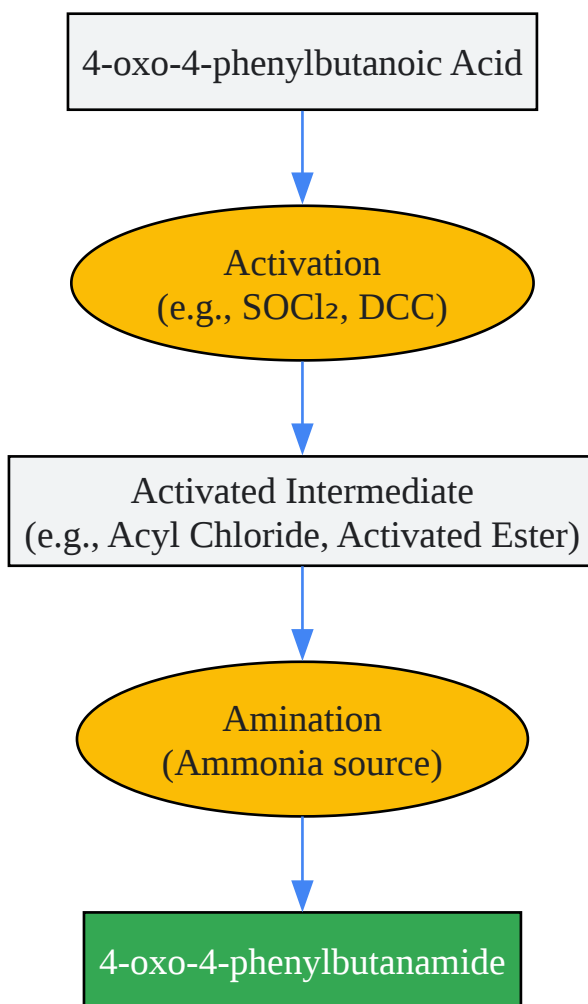 4-oxo-4-phenylbutanoic Acid
Activation
(e.g., SOCl₂, DCC)
Activated Intermediate
(e.g., Acyl Chloride, Activated Ester)
Amination
(Ammonia source)
4-oxo-4-phenylbutanamide